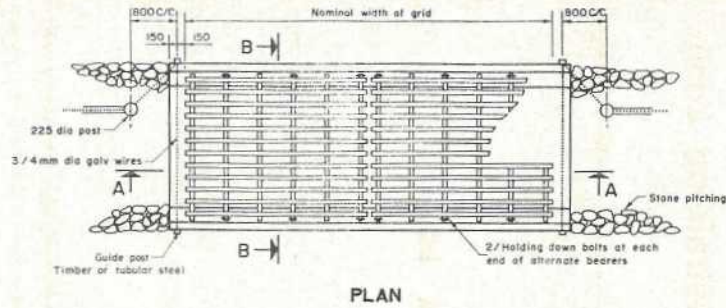 800C/C
Nominal width of grid
800C/C
150
150
B
225 dia post
3/4mm dia galv wires
A
A
Stone pitching
Guide post
Timber or tubular steel
B
2/Holding down bolts at each
end of alternate bearers
PLAN